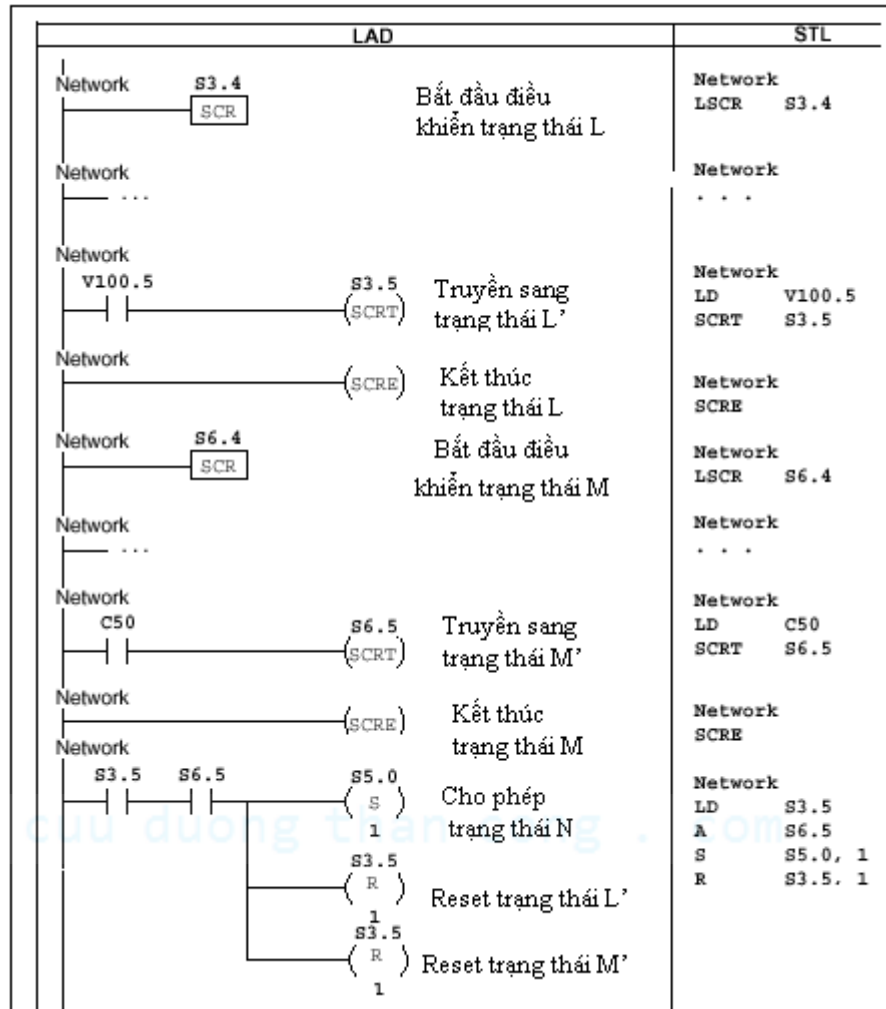 LAD STL
Network S3.4
SCR
Bắt đầu điều
khiển trạng thái L
Network
LSCR S3.4
Network
...
Network
. . .
Network
V100.5 S3.5
(SCRT)
Truyền sang
trạng thái L’
Network
LD V100.5
SCRT S3.5
Network
(SCRE)
Kết thúc
trạng thái L
Network
SCRE
Network S6.4
SCR
Bắt đầu điều
khiển trạng thái M
Network
LSCR S6.4
Network
...
Network
. . .
Network
C50 S6.5
(SCRT)
Truyền sang
trạng thái M’
Network
LD C50
SCRT S6.5
Network
(SCRE)
Kết thúc
trạng thái M
Network
SCRE
Network
S3.5 S6.5 S5.0
( S )
1
Cho phép
trạng thái N
Network
LD S3.5
A S6.5
S S5.0, 1
R S3.5, 1
S3.5
( R )
1
Reset trạng thái L’
S3.5
( R )
1
Reset trạng thái M’
cuu duong than cong . com